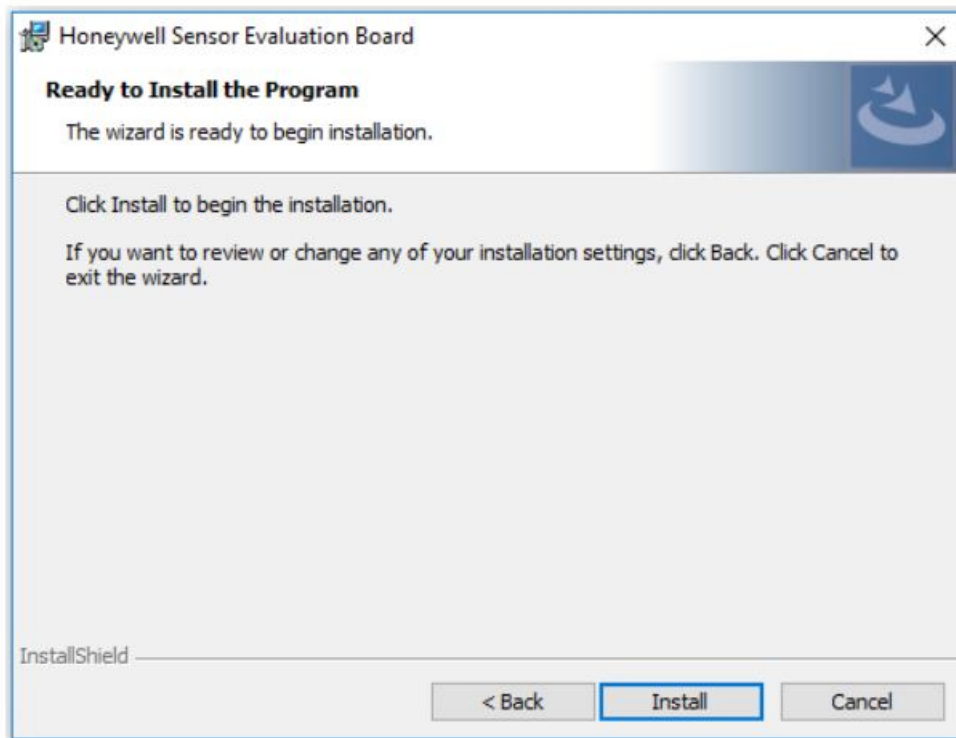 Honeywell Sensor Evaluation Board
Ready to Install the Program
The wizard is ready to begin installation.
Click Install to begin the installation.
If you want to review or change any of your installation settings, click Back. Click Cancel to
exit the wizard.
InstallShield
< Back
Install
Cancel